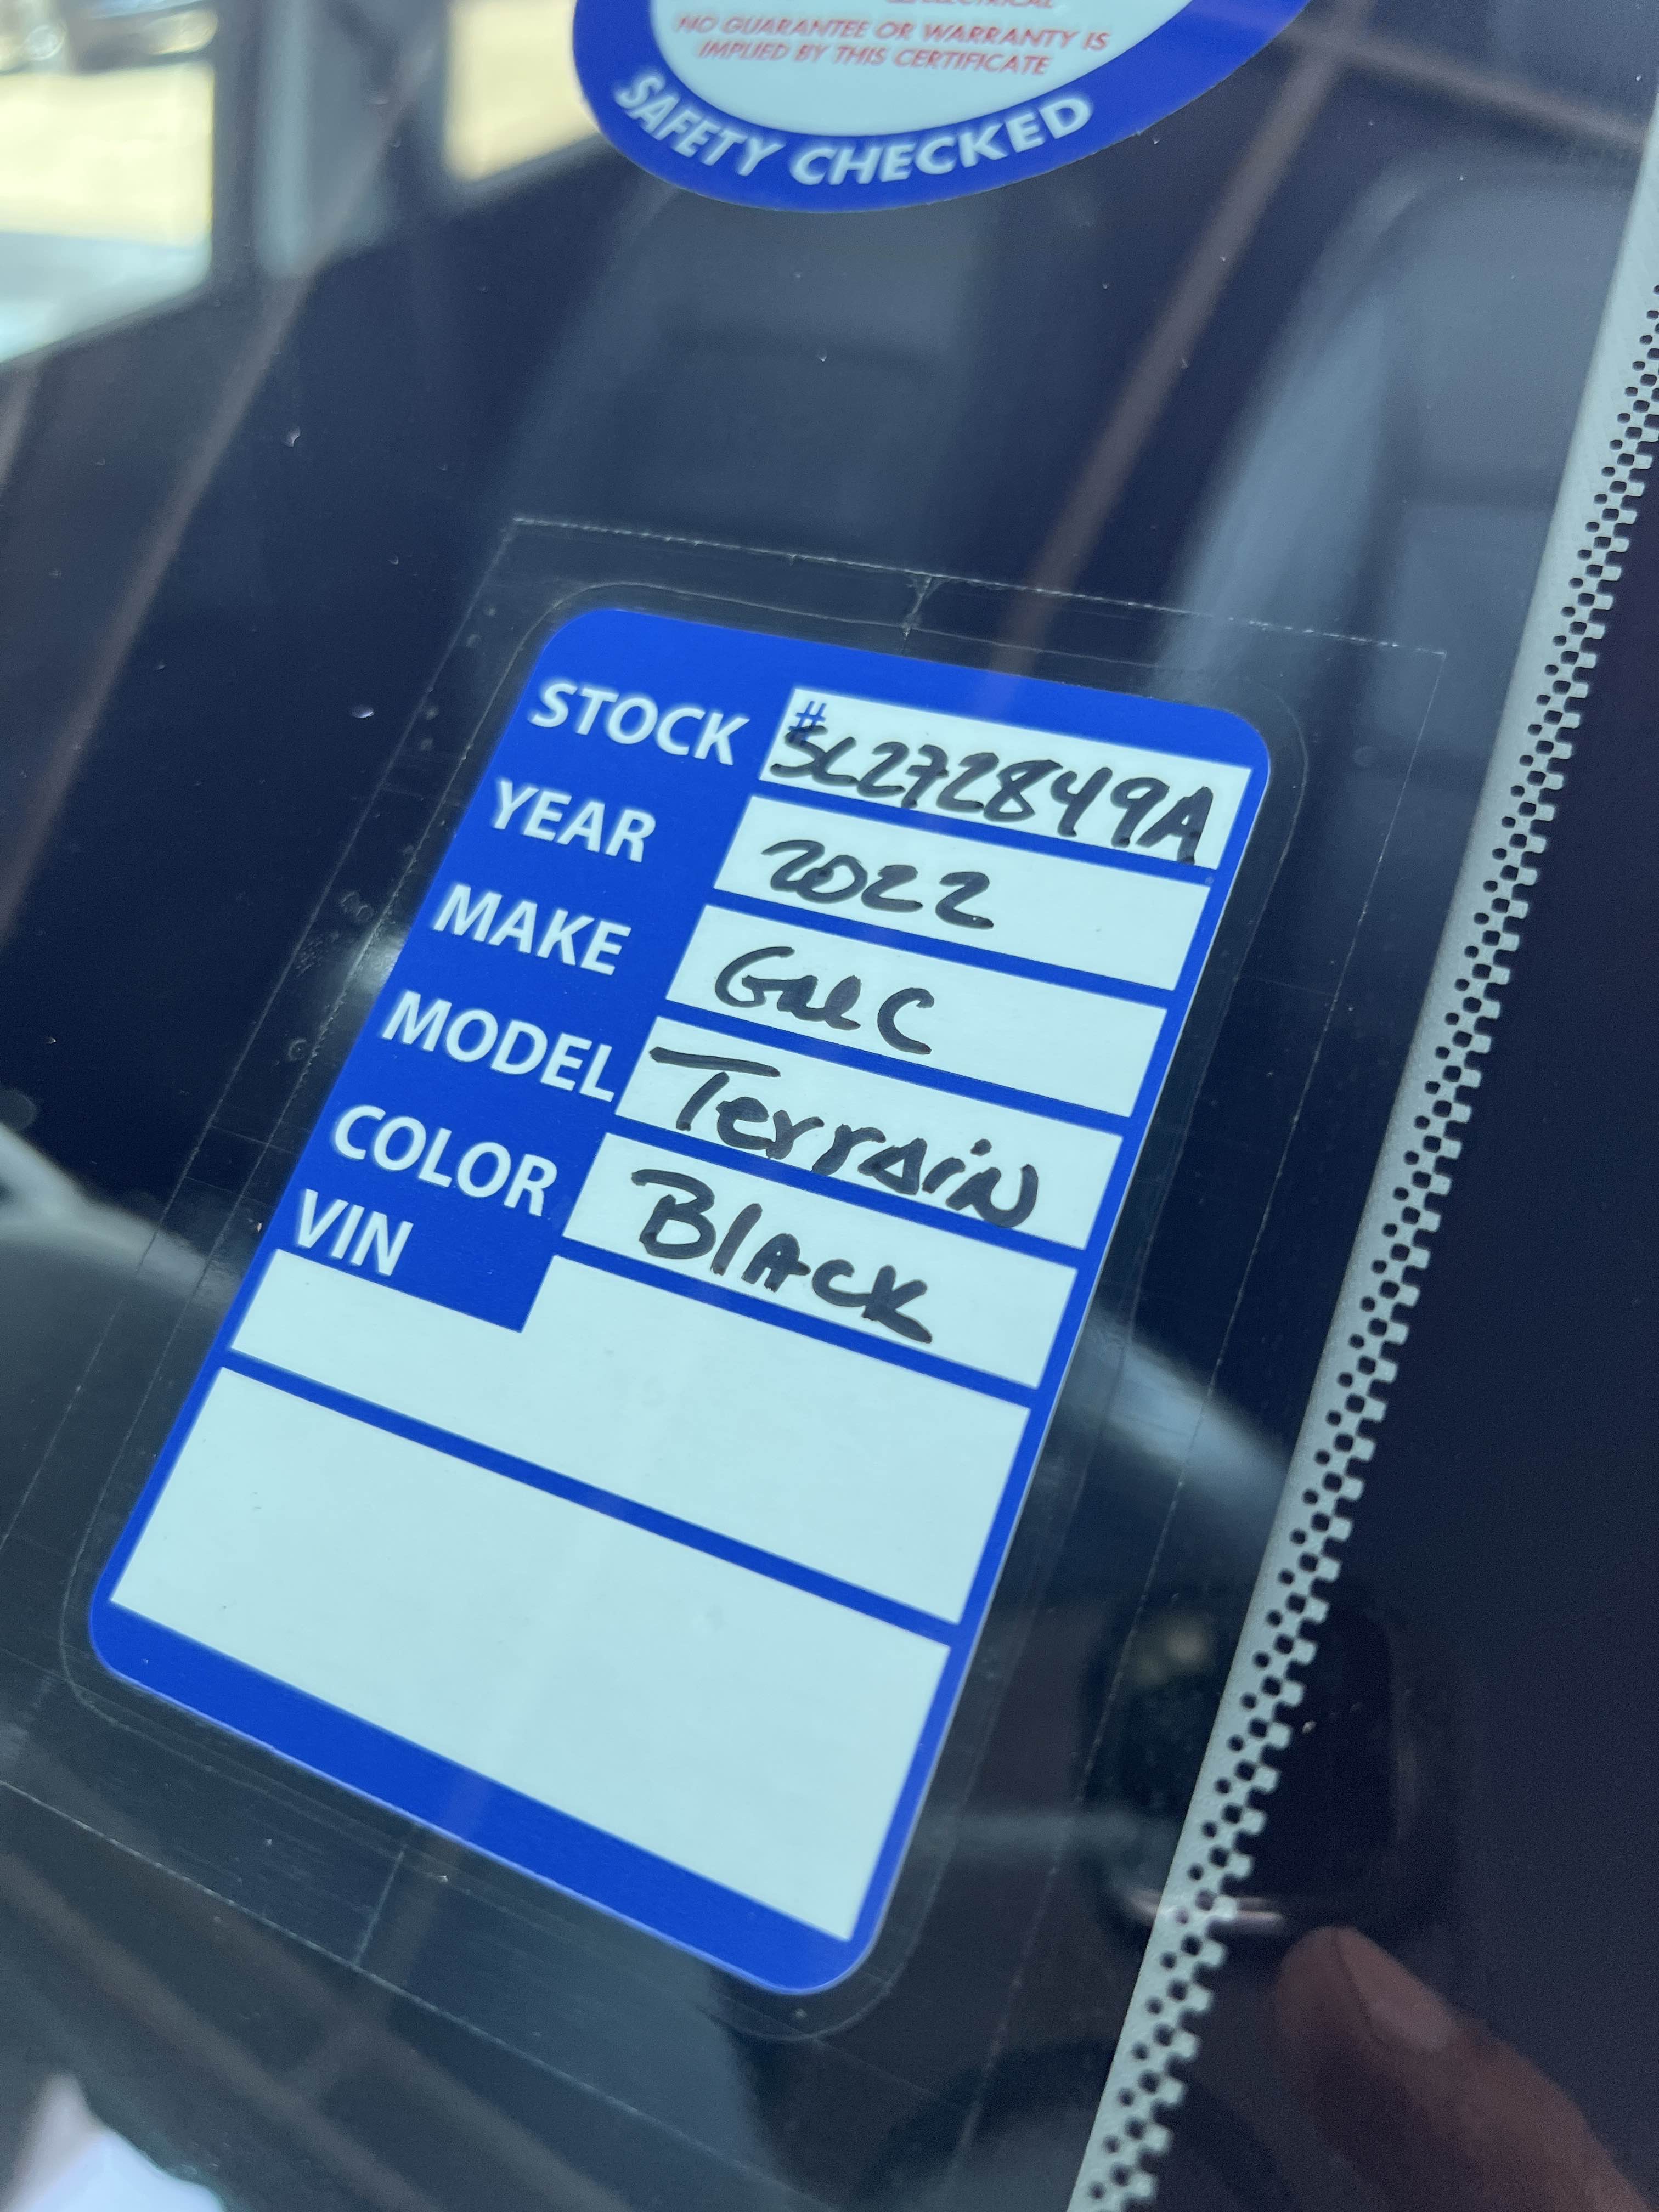 NO GUARANTEE OR WARRANTY IS
IMPLIED BY THIS CERTIFICATE
SAFETY CHECKED
STOCK # SL272849A
YEAR 2022
MAKE GMC
MODEL Terrain
COLOR Black
VIN